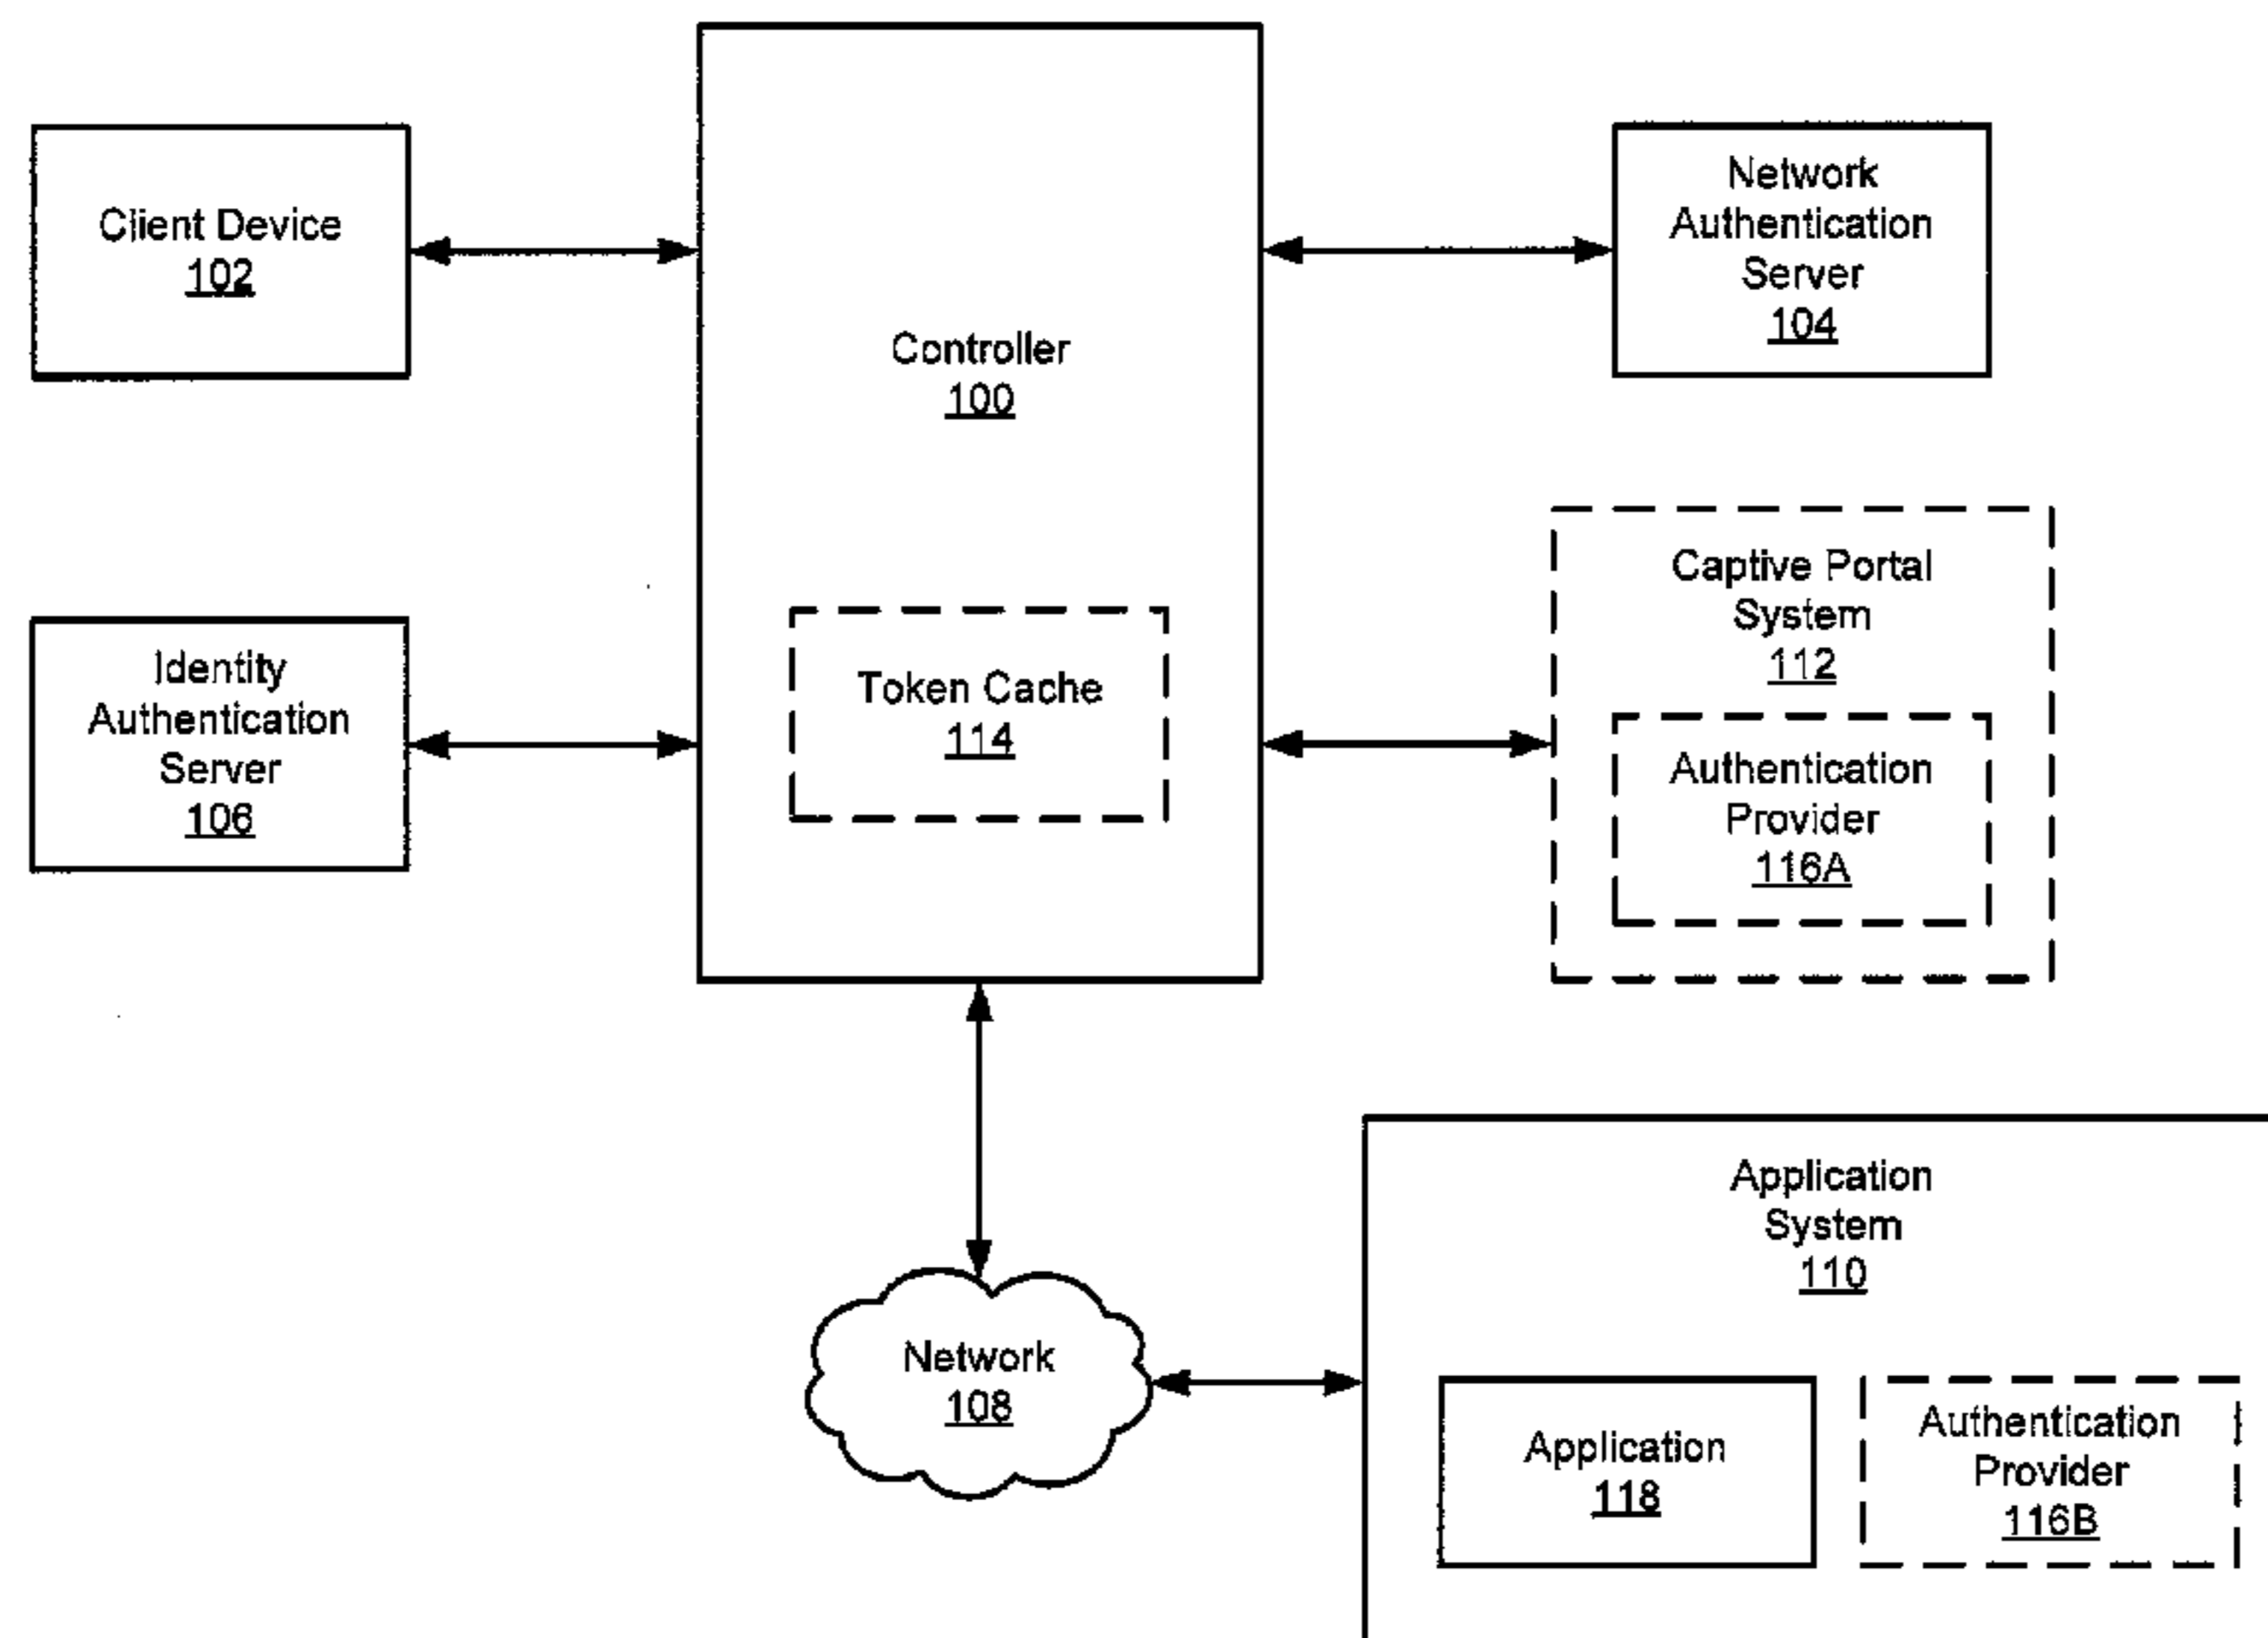 Client Device
102
Controller
100
Network
Authentication
Server
104
Identity
Authentication
Server
106
Token Cache
114
Captive Portal
System
112
Authentication
Provider
116A
Network
108
Application
System
110
Application
118
Authentication
Provider
116B